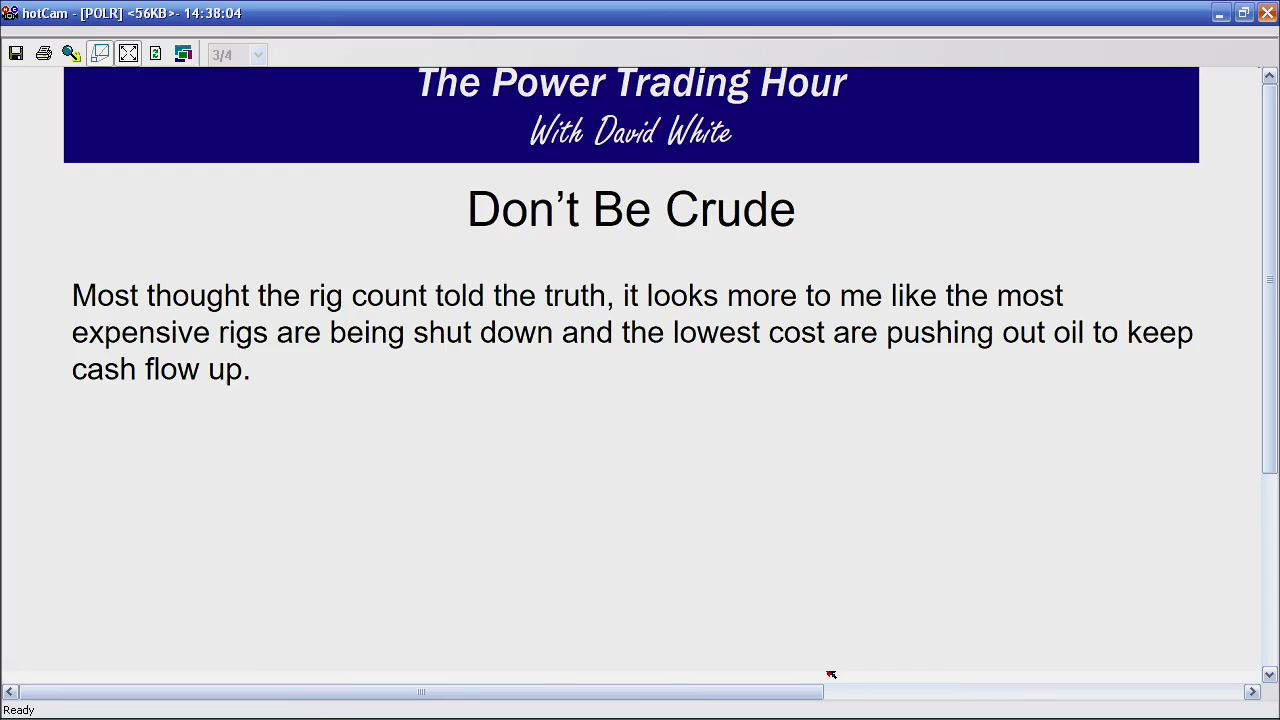 hotCam - [POLR] <56KB>- 14:38:04
3/4
The Power Trading Hour
With David White
Don’t Be Crude
Most thought the rig count told the truth, it looks more to me like the most
expensive rigs are being shut down and the lowest cost are pushing out oil to keep
cash flow up.
Ready